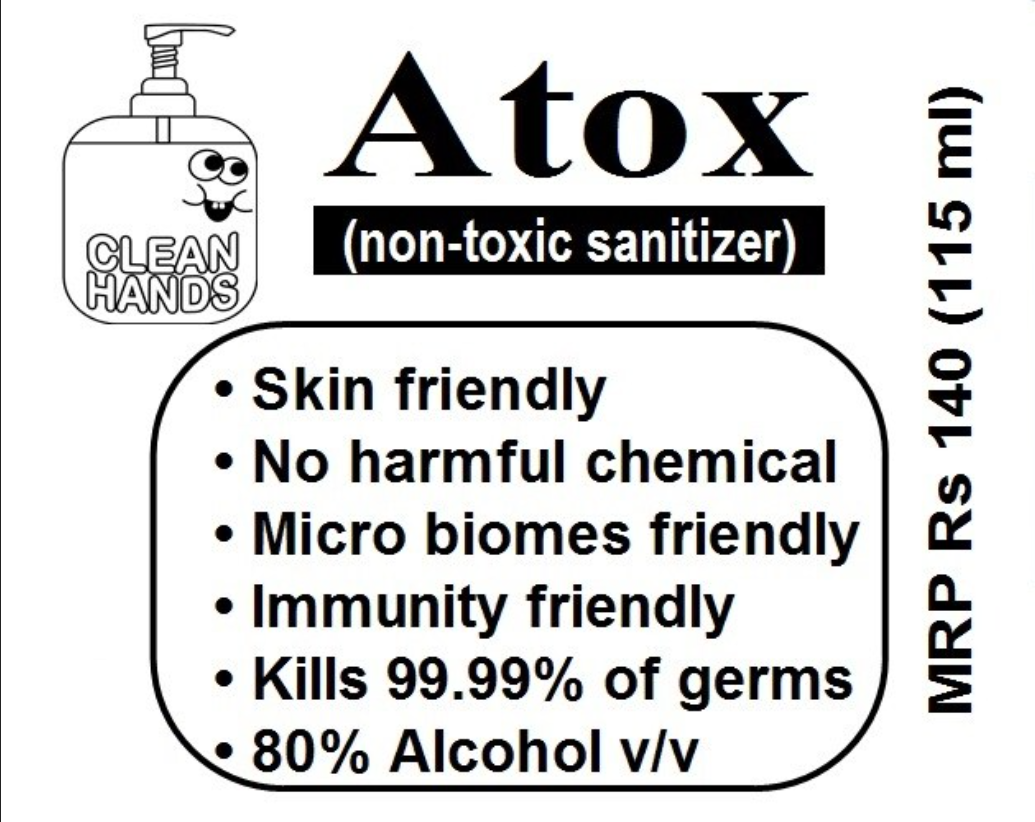 CLEAN
HANDS
Atox
(non-toxic sanitizer)
• Skin friendly
• No harmful chemical
• Micro biomes friendly
• Immunity friendly
• Kills 99.99% of germs
• 80% Alcohol v/v
MRP Rs 140 (115 ml)